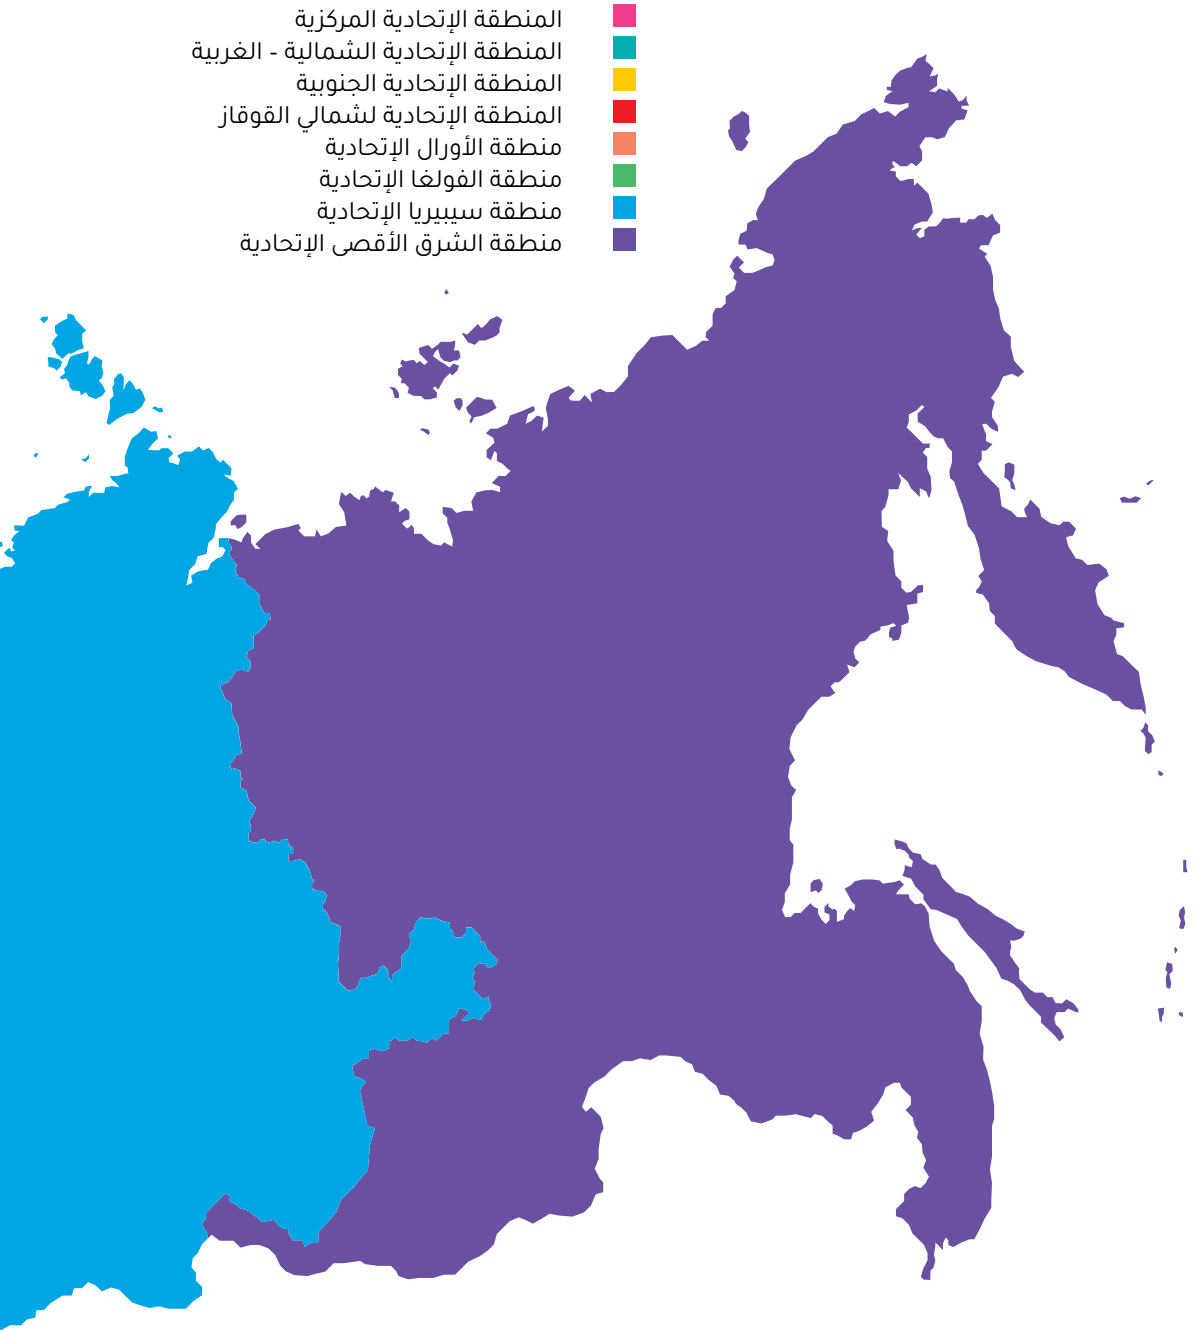 المنطقة الإتحادية المركزية
المنطقة الإتحادية الشمالية - الغربية
المنطقة الإتحادية الجنوبية
المنطقة الإتحادية لشمالي القوقاز
منطقة الأورال الإتحادية
منطقة الفولغا الإتحادية
منطقة سيبيريا الإتحادية
منطقة الشرق الأقصى الإتحادية